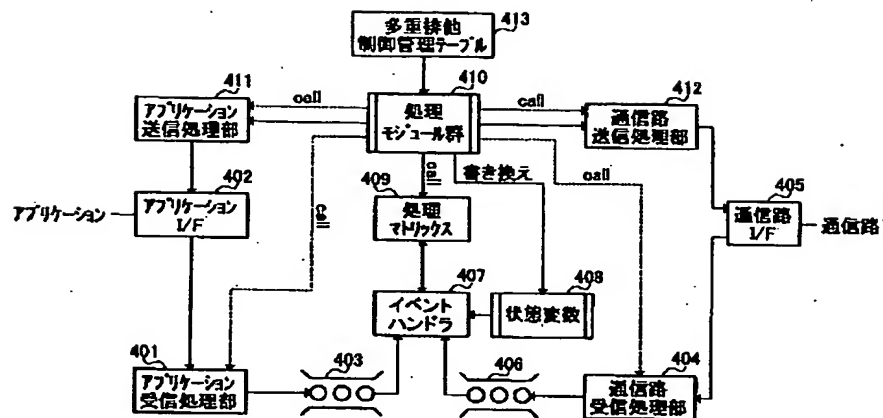 多重排他
制御管理テーブル
413
410
処理
モジュール群
411
アプリケーション
送信処理部
call
call
412
通信路
送信処理部
402
アプリケーション
I/F
アプリケーション
call
call
書き換え
call
409
処理
マトリックス
405
通信路
I/F
通信路
407
イベント
ハンドラ
408
状態変数
401
アプリケーション
受信処理部
403
406
404
通信路
受信処理部